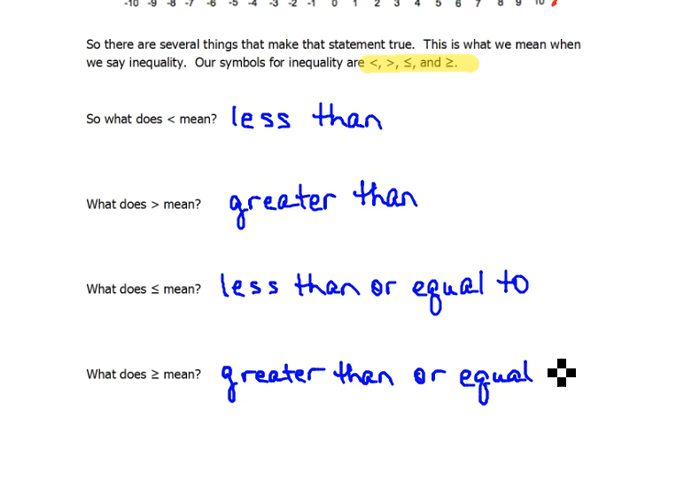 -10 -9 -8 -7 -6 -5 -4 -3 -2 -1 0 1 2 3 4 5 6 7 8 9 10
So there are several things that make that statement true. This is what we mean when
we say inequality. Our symbols for inequality are <, >, ≤, and ≥.
So what does < mean? less than
What does > mean? greater than
What does ≤ mean? less than or equal to
What does ≥ mean? greater than or equal